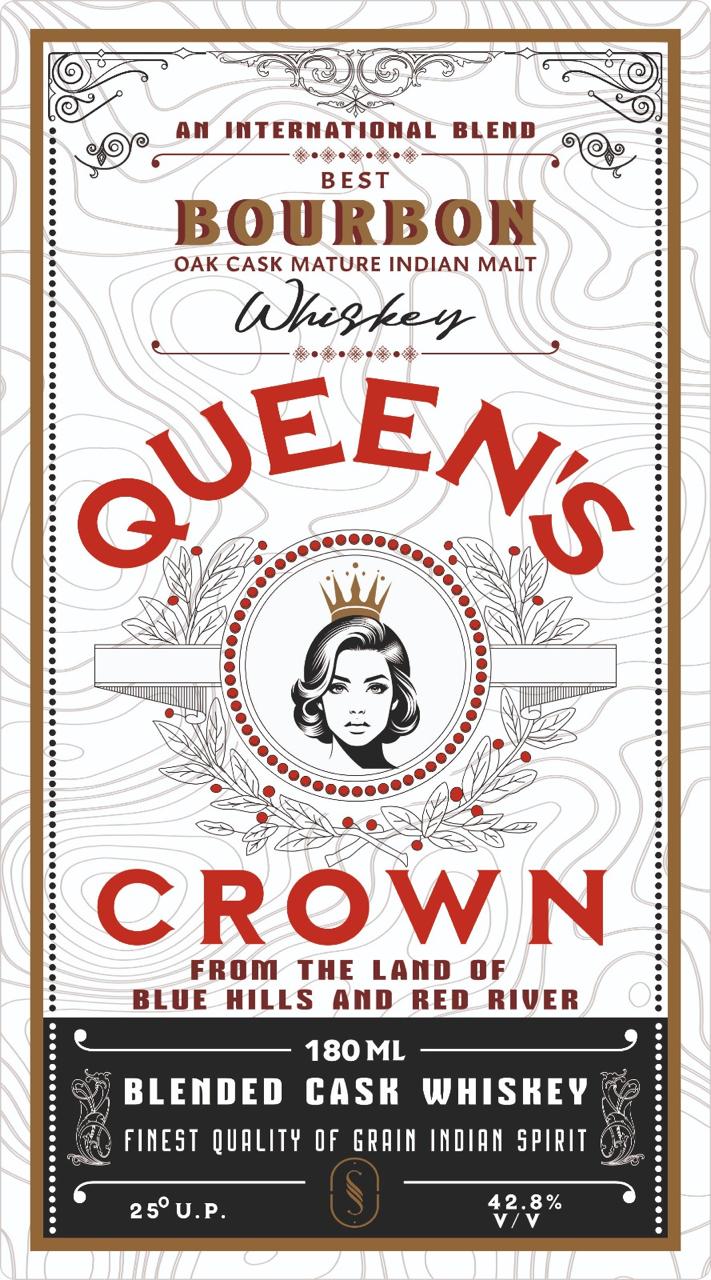 AN INTERNATIONAL BLEND
BEST
BOURBON
OAK CASK MATURE INDIAN MALT
Whiskey
QUEEN'S
CROWN
FROM THE LAND OF
BLUE HILLS AND RED RIVER
180 ML
BLENDED CASK WHISKEY
FINEST QUALITY OF GRAIN INDIAN SPIRIT
25⁰ U.P.
42.8%
V/V